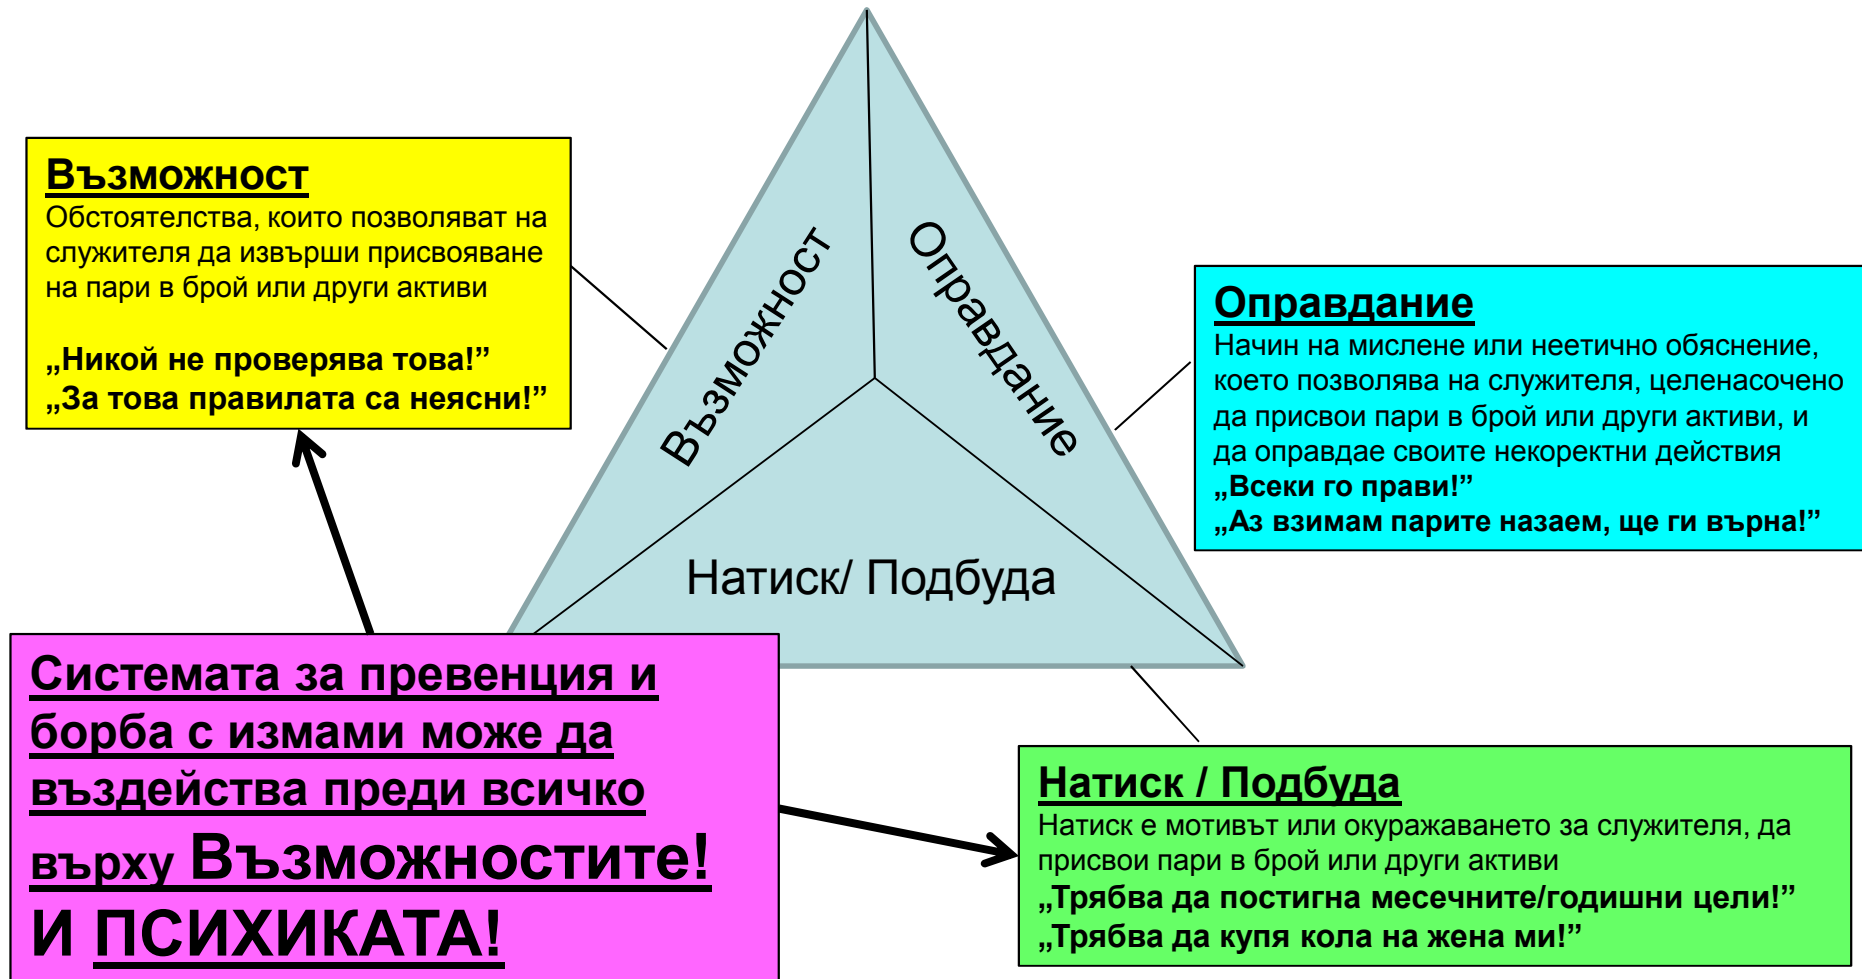 Възможност
Обстоятелства, които позволяват на
служителя да извърши присвояване
на пари в брой или други активи
„Никой не проверява това!”
„За това правилата са неясни!”
Възможност
Оправдание
Натиск/ Подбуда
Оправдание
Начин на мислене или неетично обяснение,
което позволява на служителя, целенасочено
да присвои пари в брой или други активи, и
да оправдае своите некоректни действия
„Всеки го прави!”
„Аз взимам парите назаем, ще ги върна!”
Системата за превенция и
борба с измами може да
въздейства преди всичко
върху Възможностите!
И ПСИХИКАТА!
Натиск / Подбуда
Натиск е мотивът или окуражаването за служителя, да
присвои пари в брой или други активи
„Трябва да постигна месечните/годишни цели!”
„Трябва да купя кола на жена ми!”